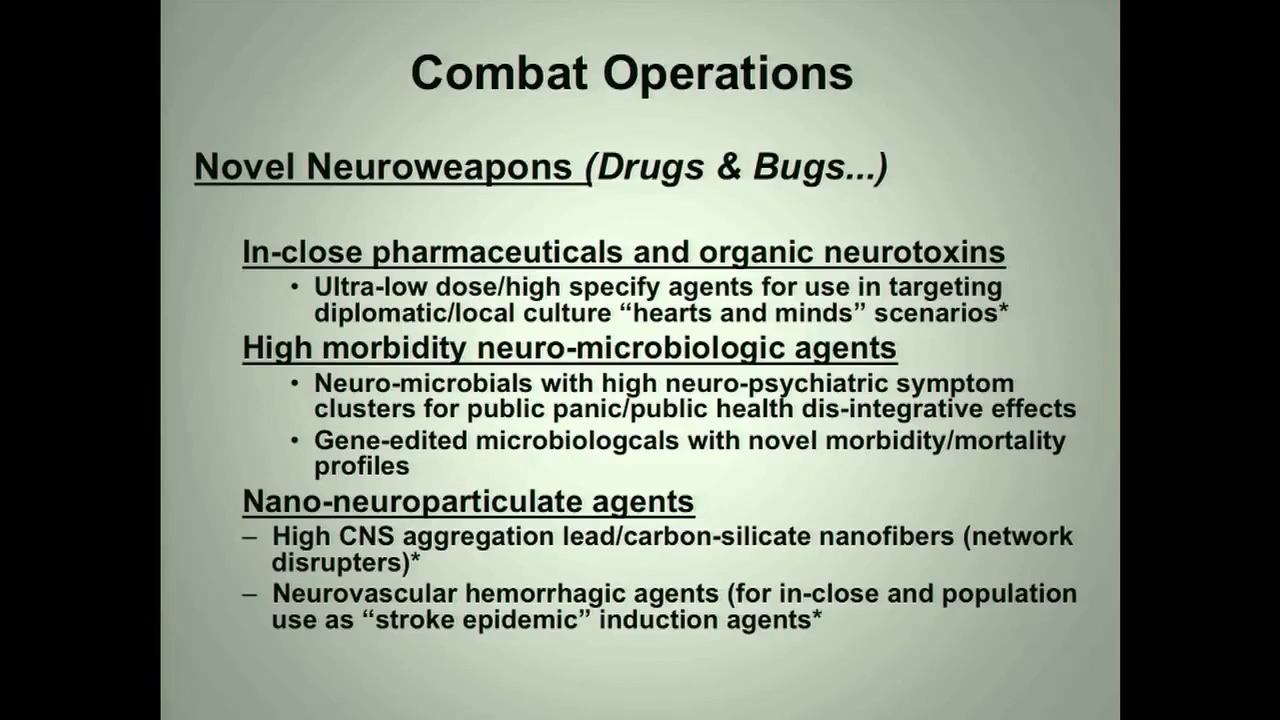 Combat Operations
Novel Neuroweapons (Drugs & Bugs...)
In-close pharmaceuticals and organic neurotoxins
• Ultra-low dose/high specify agents for use in targeting
diplomatic/local culture “hearts and minds” scenarios*
High morbidity neuro-microbiologic agents
• Neuro-microbials with high neuro-psychiatric symptom
clusters for public panic/public health dis-integrative effects
• Gene-edited microbiologcals with novel morbidity/mortality
profiles
Nano-neuroparticulate agents
– High CNS aggregation lead/carbon-silicate nanofibers (network
disrupters)*
– Neurovascular hemorrhagic agents (for in-close and population
use as “stroke epidemic” induction agents*